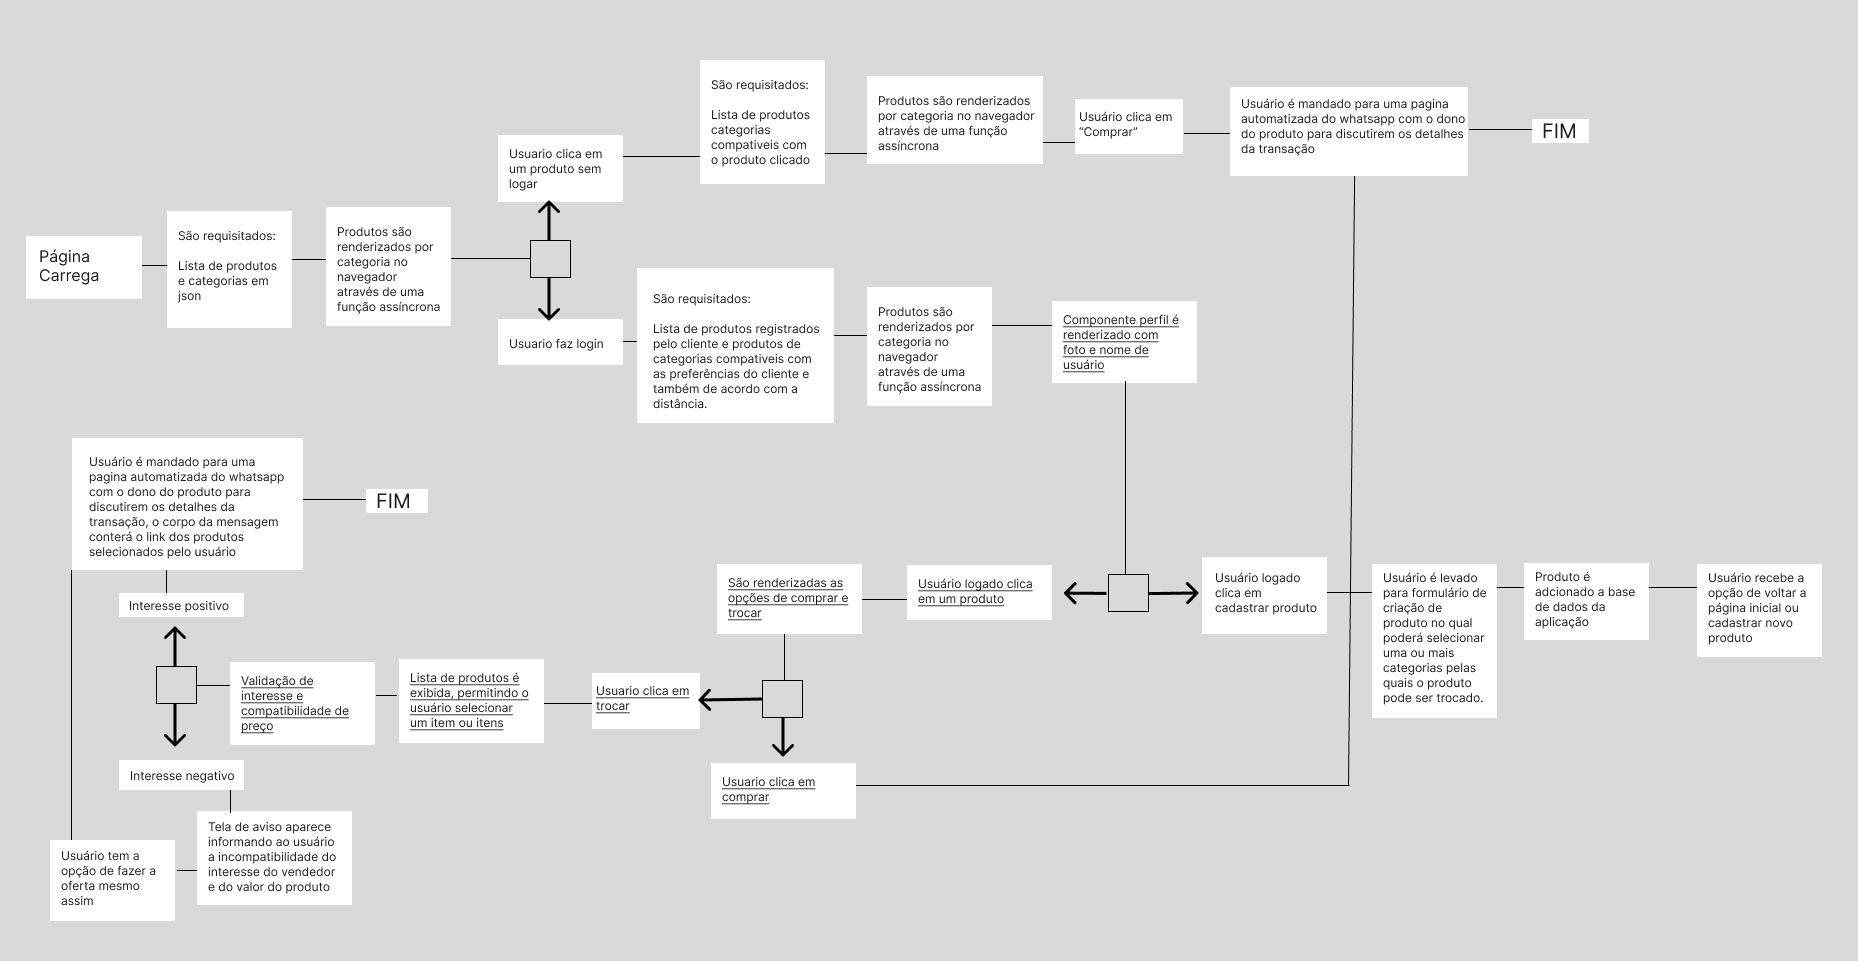 São requisitados:
Lista de produtos
categorias
compativeis com
o produto clicado
Produtos são renderizados
por categoria no navegador
através de uma função
assíncrona
Usuário clica em
“Comprar”
Usuário é mandado para uma pagina
automatizada do whatsapp com o dono
do produto para discutirem os detalhes
da transação
FIM
Usuario clica em
um produto sem
logar
Página
Carrega
São requisitados:
Lista de produtos
e categorias em
json
Produtos são
renderizados por
categoria no
navegador
através de uma
função assíncrona
Usuario faz login
São requisitados:
Lista de produtos registrados
pelo cliente e produtos de
categorias compativeis com
as preferências do cliente e
também de acordo com a
distância.
Produtos são
renderizados por
categoria no
navegador
através de uma
função assíncrona
Componente perfil é
renderizado com
foto e nome de
usuário
Usuário é mandado para uma
pagina automatizada do whatsapp
com o dono do produto para
discutirem os detalhes da
transação, o corpo da mensagem
conterá o link dos produtos
selecionados pelo usuário
FIM
São renderizadas as
opções de comprar e
trocar
Usuário logado clica
em um produto
Usuário logado
clica em
cadastrar produto
Usuário é levado
para formulário de
criação de
produto no qual
poderá selecionar
uma ou mais
categorias pelas
quais o produto
pode ser trocado.
Produto é
adcionado a base
de dados da
aplicação
Usuário recebe a
opção de voltar a
página inicial ou
cadastrar novo
produto
Interesse positivo
Validação de
interesse e
compatibilidade de
preço
Lista de produtos é
exibida, permitindo o
usuário selecionar
um item ou itens
Usuario clica em
trocar
Interesse negativo
Usuario clica em
comprar
Tela de aviso aparece
informando ao usuário
a incompatibilidade do
interesse do vendedor
e do valor do produto
Usuário tem a
opção de fazer a
oferta mesmo
assim